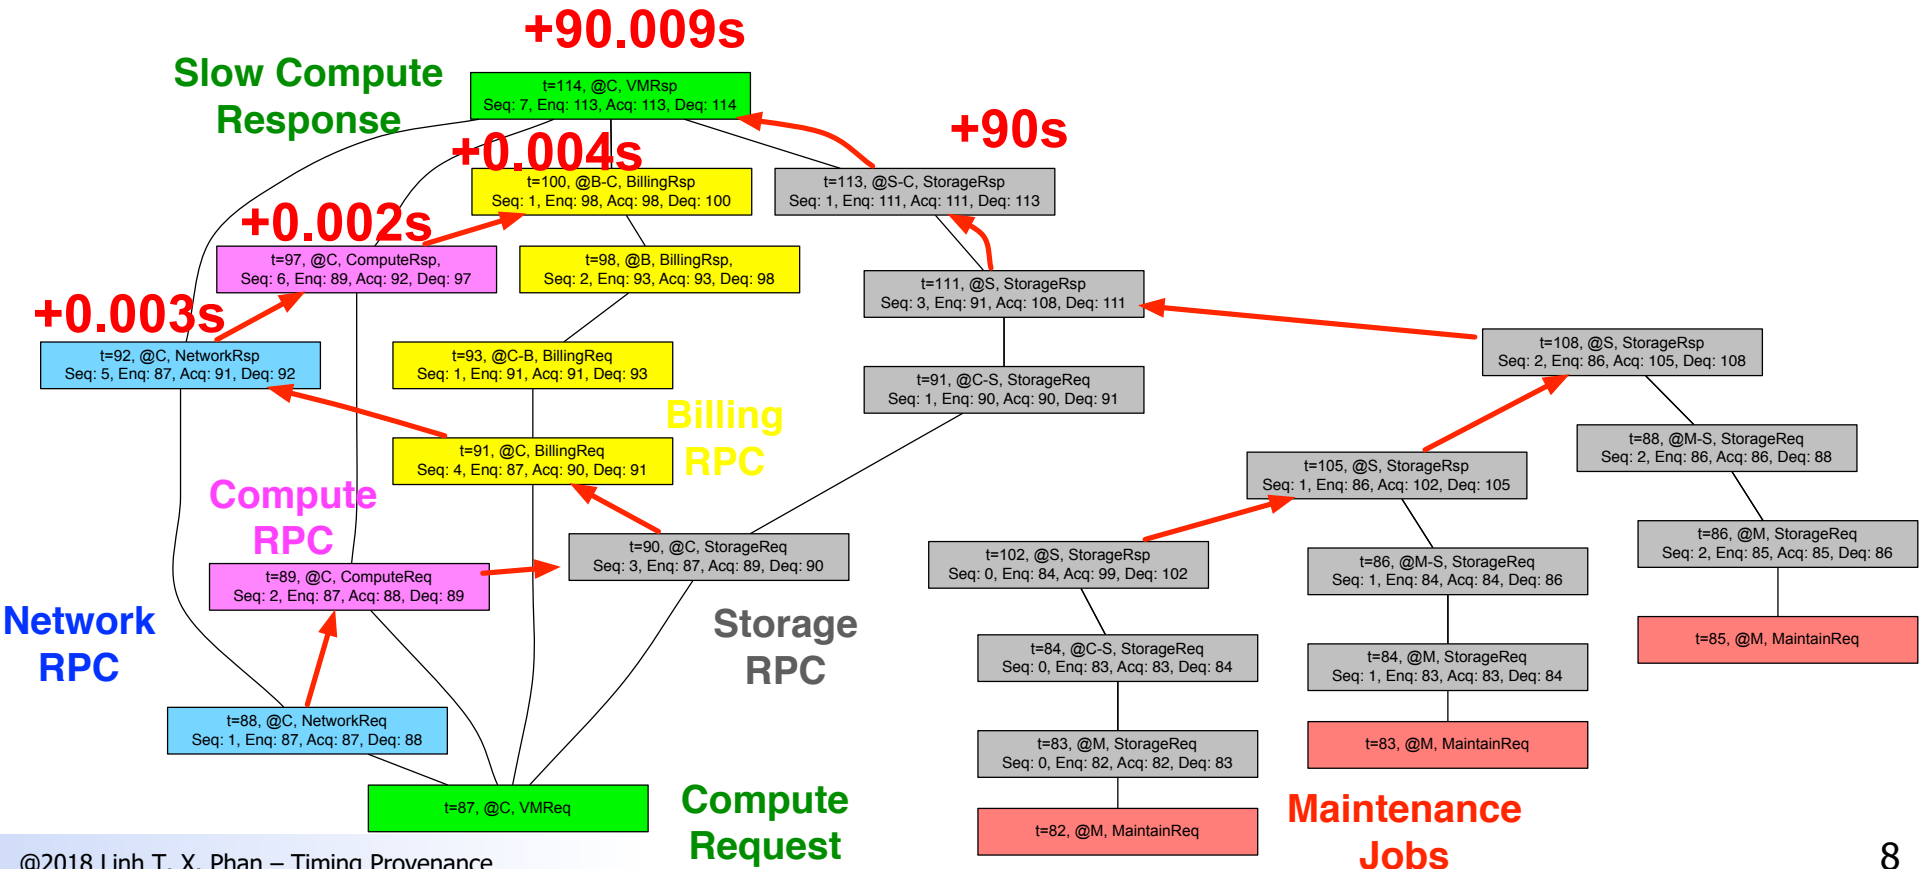 +90.009s
Slow Compute
Response
t=114, @C, VMRsp
Seq: 7, Enq: 113, Acq: 113, Deq: 114
+90s
+0.004s
t=100, @B-C, BillingRsp
Seq: 1, Enq: 98, Acq: 98, Deq: 100
t=113, @S-C, StorageRsp
Seq: 1, Enq: 111, Acq: 111, Deq: 113
+0.002s
t=97, @C, ComputeRsp,
Seq: 6, Enq: 89, Acq: 92, Deq: 97
t=98, @B, BillingRsp,
Seq: 2, Enq: 93, Acq: 93, Deq: 98
t=111, @S, StorageRsp
Seq: 3, Enq: 91, Acq: 108, Deq: 111
+0.003s
t=92, @C, NetworkRsp
Seq: 5, Enq: 87, Acq: 91, Deq: 92
t=93, @C-B, BillingReq
Seq: 1, Enq: 91, Acq: 91, Deq: 93
t=108, @S, StorageRsp
Seq: 2, Enq: 86, Acq: 105, Deq: 108
t=91, @C-S, StorageReq
Seq: 1, Enq: 90, Acq: 90, Deq: 91
Billing
RPC
t=91, @C, BillingReq
Seq: 4, Enq: 87, Acq: 90, Deq: 91
t=88, @M-S, StorageReq
Seq: 2, Enq: 86, Acq: 86, Deq: 88
t=105, @S, StorageRsp
Seq: 1, Enq: 86, Acq: 102, Deq: 105
Compute
RPC
t=90, @C, StorageReq
Seq: 3, Enq: 87, Acq: 89, Deq: 90
t=102, @S, StorageRsp
Seq: 0, Enq: 84, Acq: 99, Deq: 102
t=86, @M, StorageReq
Seq: 2, Enq: 85, Acq: 85, Deq: 86
t=86, @M-S, StorageReq
Seq: 1, Enq: 84, Acq: 84, Deq: 86
t=89, @C, ComputeReq
Seq: 2, Enq: 87, Acq: 88, Deq: 89
Network
RPC
Storage
RPC
t=84, @C-S, StorageReq
Seq: 0, Enq: 83, Acq: 83, Deq: 84
t=84, @M, StorageReq
Seq: 1, Enq: 83, Acq: 83, Deq: 84
t=85, @M, MaintainReq
t=88, @C, NetworkReq
Seq: 1, Enq: 87, Acq: 87, Deq: 88
t=83, @M, StorageReq
Seq: 0, Enq: 82, Acq: 82, Deq: 83
t=83, @M, MaintainReq
t=87, @C, VMReq
Compute
Request
t=82, @M, MaintainReq
Maintenance
Jobs
@2018 Linh T. X. Phan – Timing Provenance
8